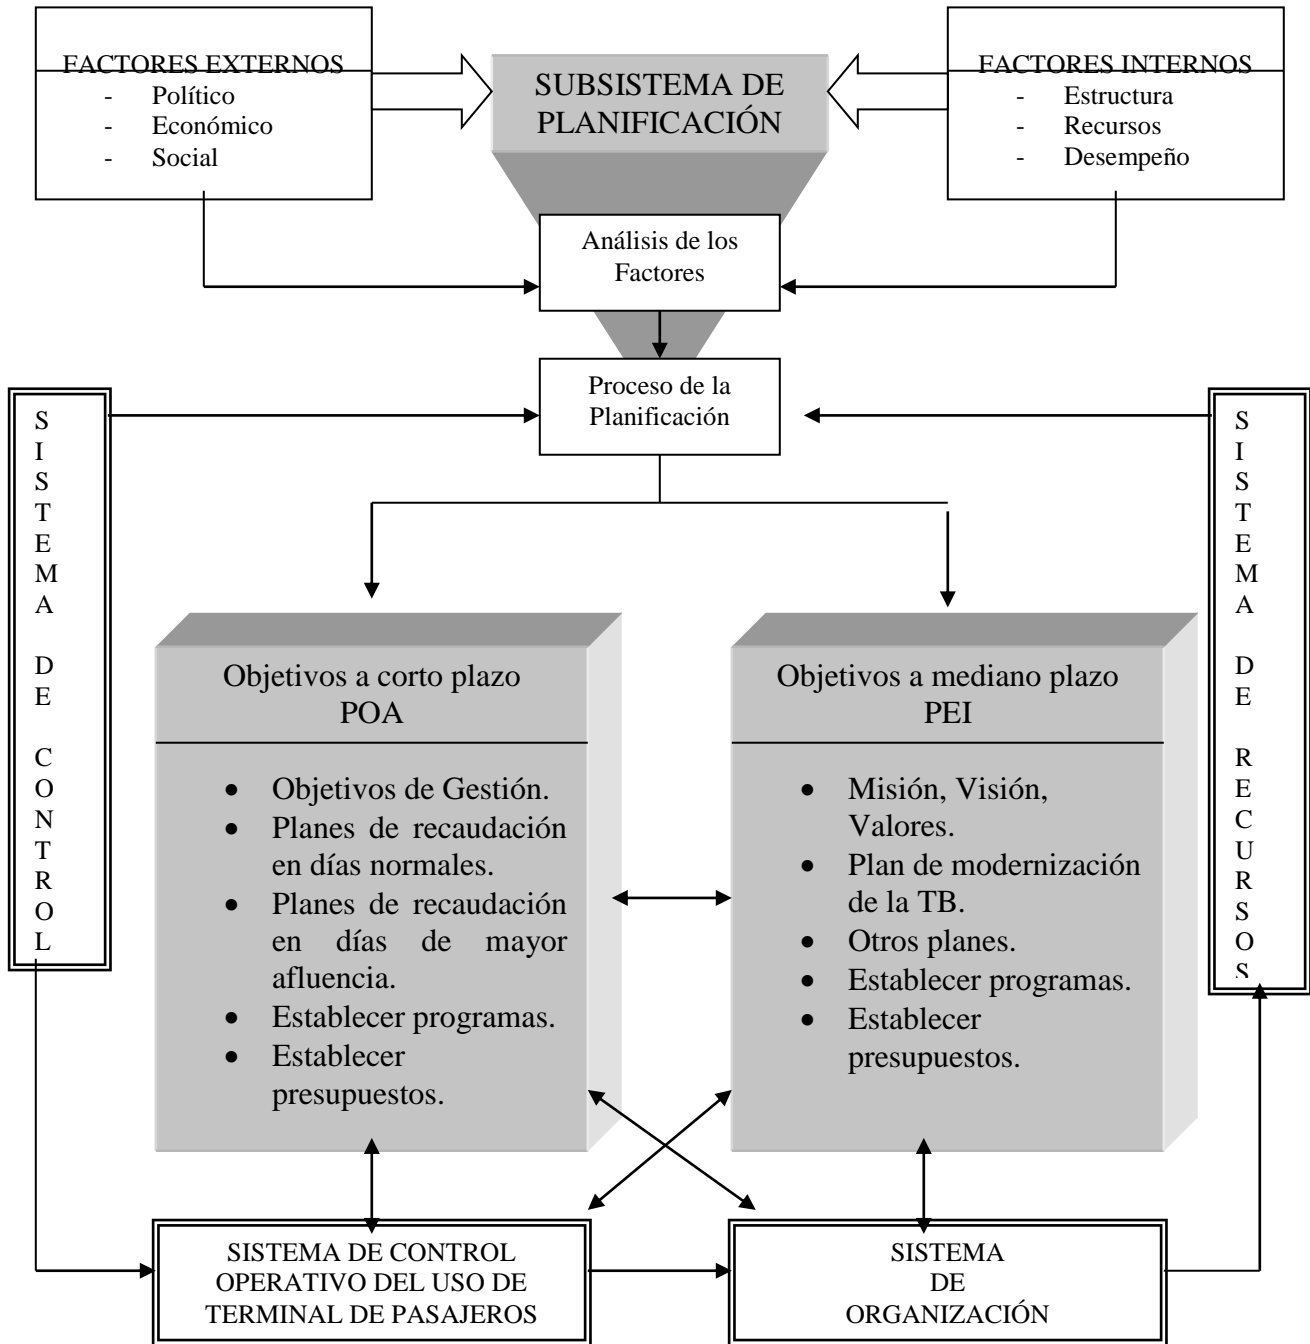 FACTORES EXTERNOS
- Político
- Económico
- Social
SUBSISTEMA DE
PLANIFICACIÓN
FACTORES INTERNOS
- Estructura
- Recursos
- Desempeño
Análisis de los
Factores
Proceso de la
Planificación
S
I
S
T
E
M
A
D
E
C
O
N
T
R
O
L
S
I
S
T
E
M
A
D
E
R
E
C
U
R
S
O
S
Objetivos a corto plazo
POA
• Objetivos de Gestión.
• Planes de recaudación
en días normales.
• Planes de recaudación
en días de mayor
afluencia.
• Establecer programas.
• Establecer
presupuestos.
Objetivos a mediano plazo
PEI
• Misión, Visión,
Valores.
• Plan de modernización
de la TB.
• Otros planes.
• Establecer programas.
• Establecer
presupuestos.
SISTEMA DE CONTROL
OPERATIVO DEL USO DE
TERMINAL DE PASAJEROS
SISTEMA
DE
ORGANIZACIÓN